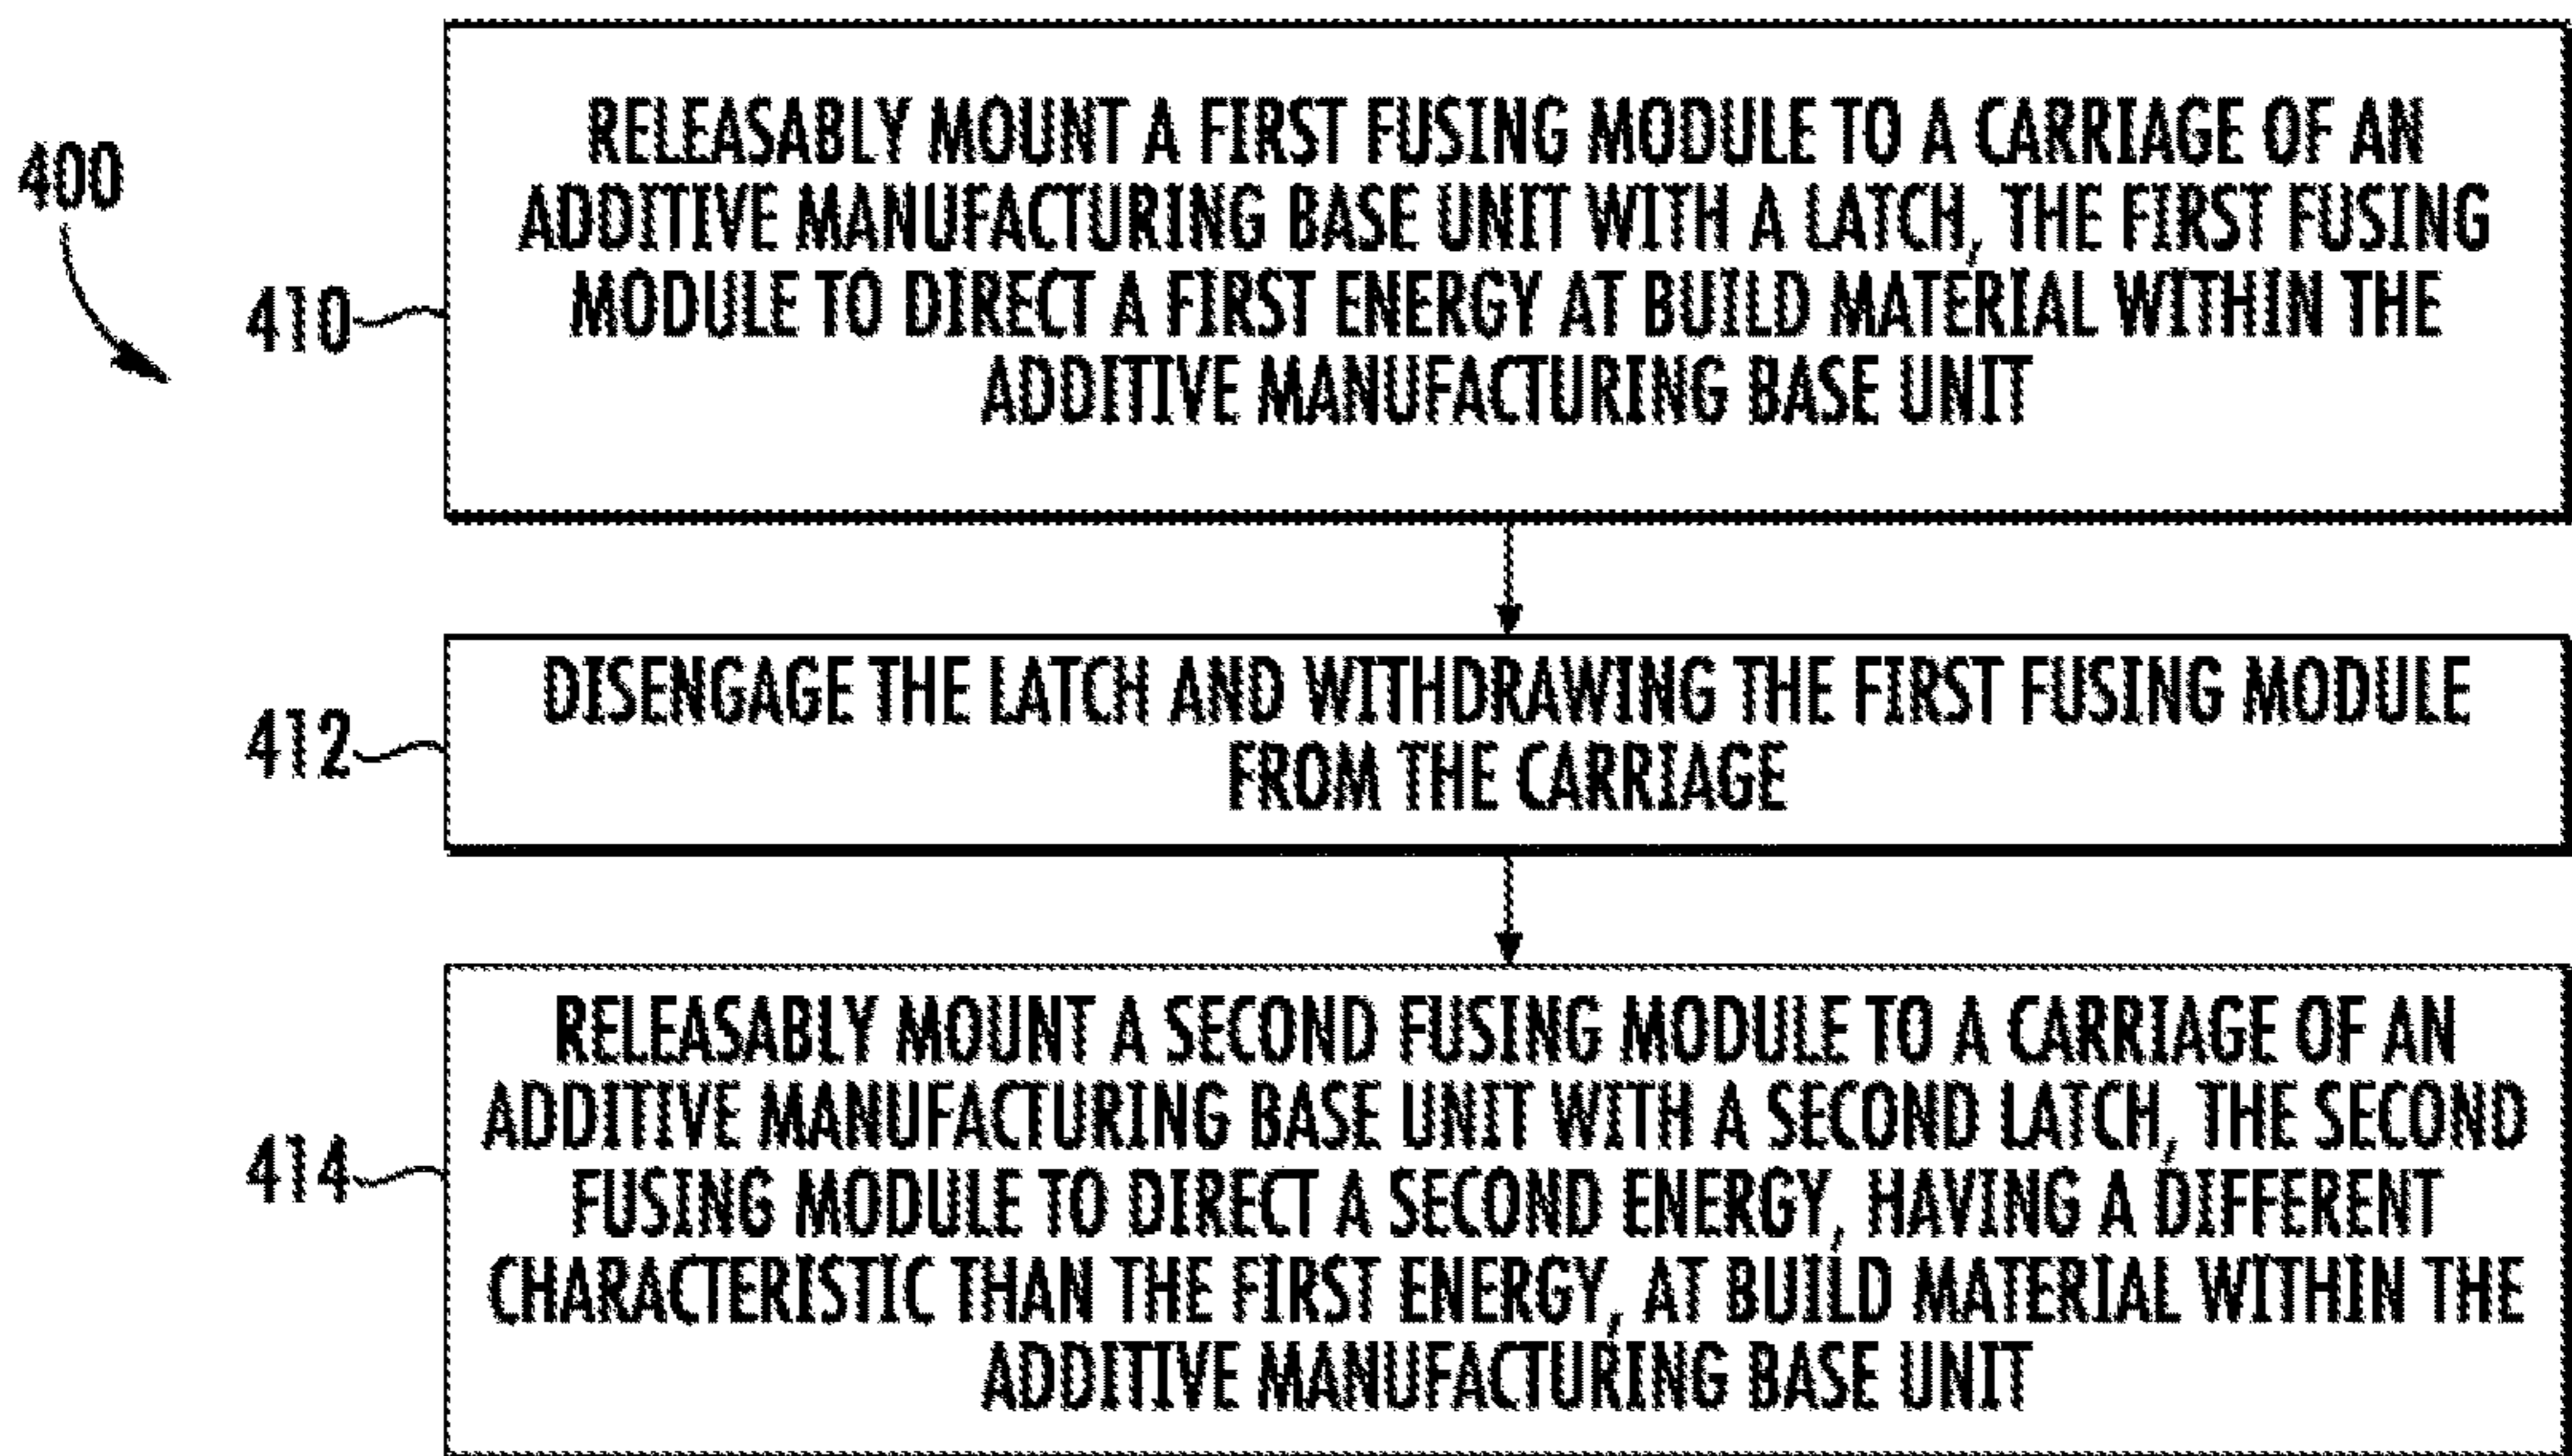 400
410
RELEASABLY MOUNT A FIRST FUSING MODULE TO A CARRIAGE OF AN
ADDITIVE MANUFACTURING BASE UNIT WITH A LATCH, THE FIRST FUSING
MODULE TO DIRECT A FIRST ENERGY AT BUILD MATERIAL WITHIN THE
ADDITIVE MANUFACTURING BASE UNIT
412
DISENGAGE THE LATCH AND WITHDRAWING THE FIRST FUSING MODULE
FROM THE CARRIAGE
414
RELEASABLY MOUNT A SECOND FUSING MODULE TO A CARRIAGE OF AN
ADDITIVE MANUFACTURING BASE UNIT WITH A SECOND LATCH, THE SECOND
FUSING MODULE TO DIRECT A SECOND ENERGY, HAVING A DIFFERENT
CHARACTERISTIC THAN THE FIRST ENERGY, AT BUILD MATERIAL WITHIN THE
ADDITIVE MANUFACTURING BASE UNIT